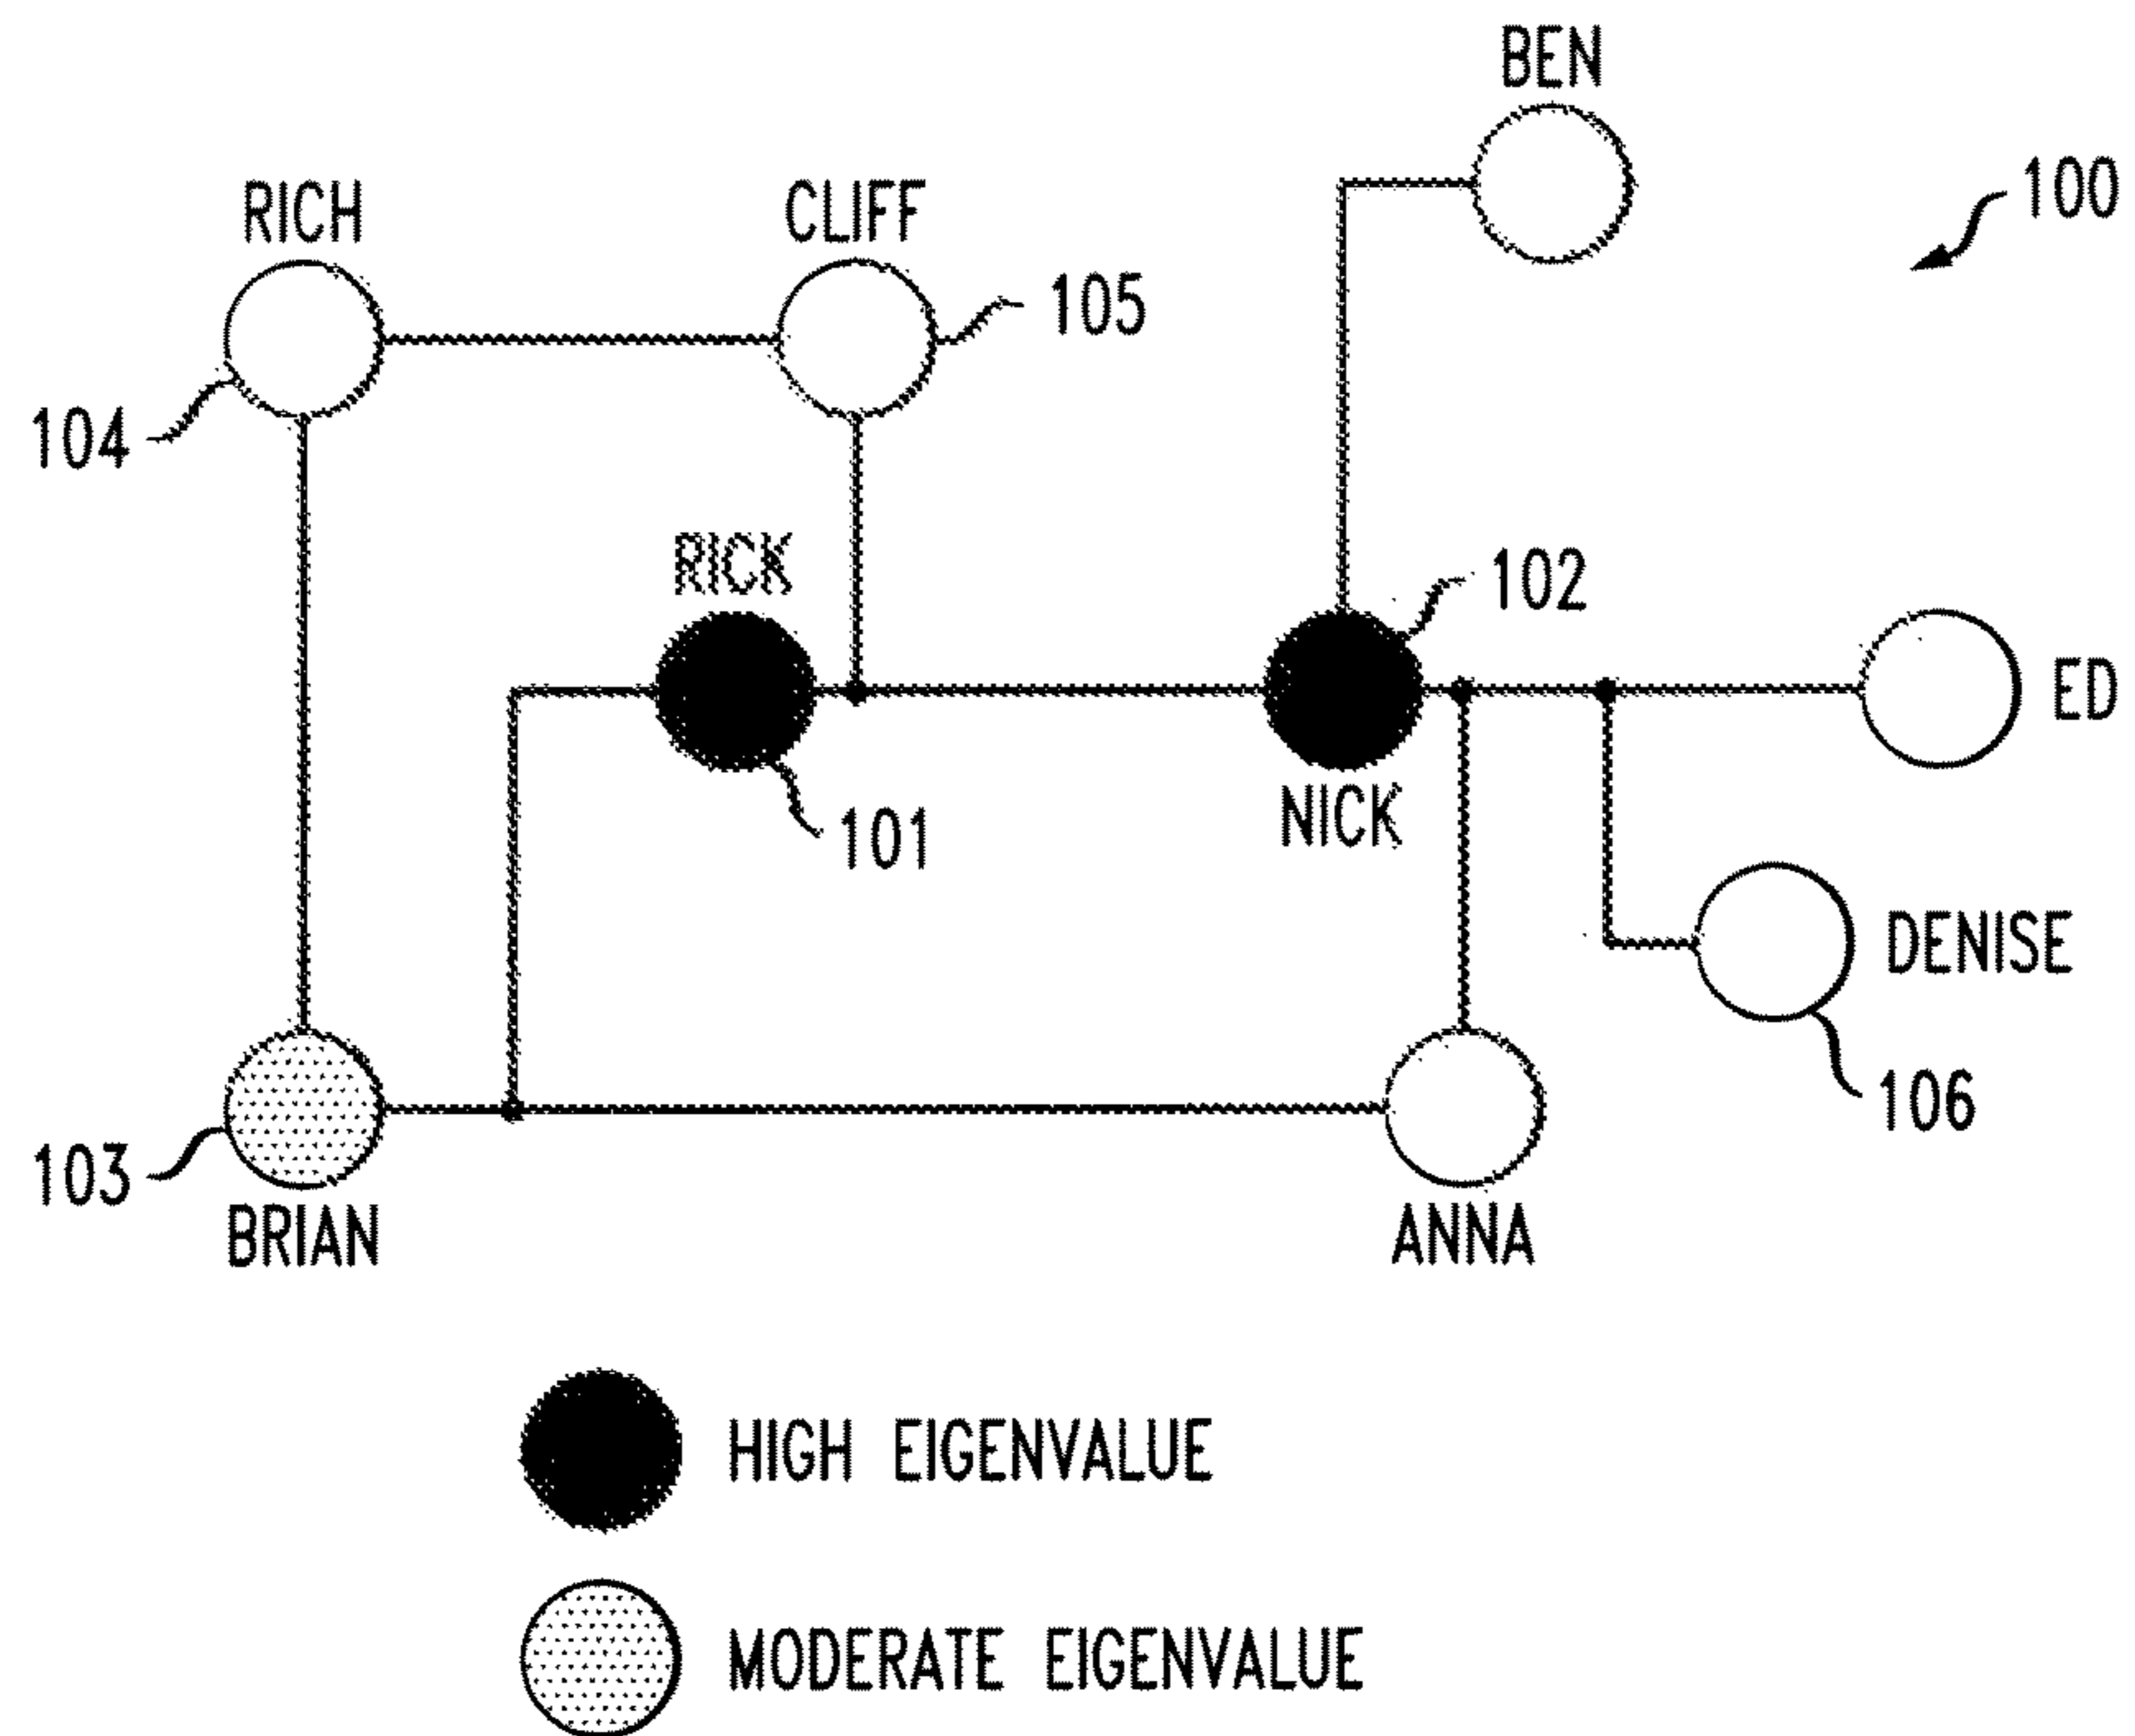 BEN
100
RICH
CLIFF
105
104
RICK
102
ED
101
NICK
DENISE
106
103
BRIAN
ANNA
HIGH EIGENVALUE
MODERATE EIGENVALUE